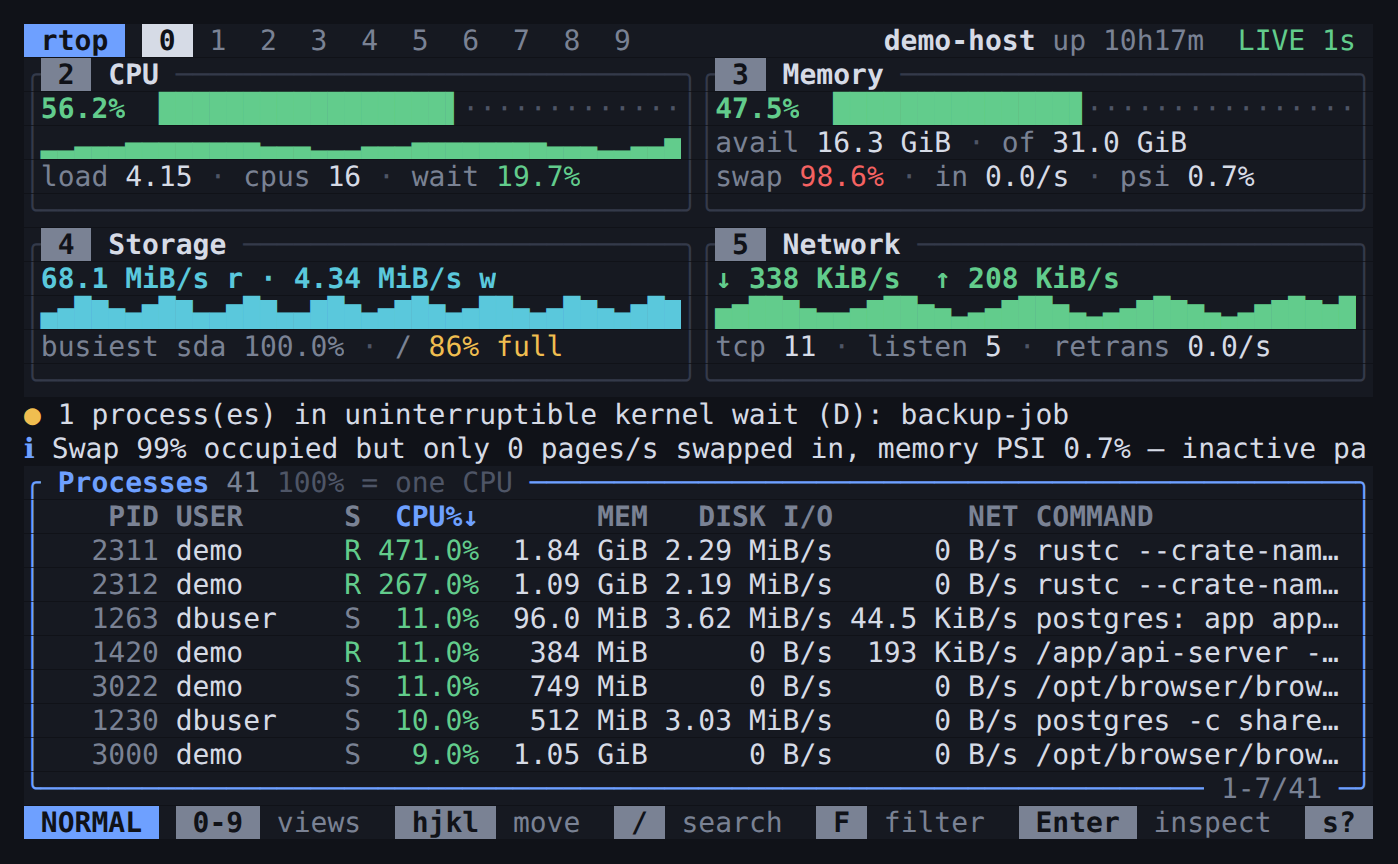 rtop 0 1 2 3 4 5 6 7 8 9 demo-host up 10h17m LIVE 1s
2 CPU
56.2%
load 4.15 · cpus 16 · wait 19.7%
3 Memory
47.5%
avail 16.3 GiB · of 31.0 GiB
swap 98.6% · in 0.0/s · psi 0.7%
4 Storage
68.1 MiB/s r · 4.34 MiB/s w
busiest sda 100.0% · / 86% full
5 Network
↓ 338 KiB/s ↑ 208 KiB/s
tcp 11 · listen 5 · retrans 0.0/s
● 1 process(es) in uninterruptible kernel wait (D): backup-job
ℹ Swap 99% occupied but only 0 pages/s swapped in, memory PSI 0.7% — inactive pa
Processes 41 100% = one CPU
PID USER S CPU%↓ MEM DISK I/O NET COMMAND
2311 demo R 471.0% 1.84 GiB 2.29 MiB/s 0 B/s rustc --crate-nam…
2312 demo R 267.0% 1.09 GiB 2.19 MiB/s 0 B/s rustc --crate-nam…
1263 dbuser S 11.0% 96.0 MiB 3.62 MiB/s 44.5 KiB/s postgres: app app…
1420 demo R 11.0% 384 MiB 0 B/s 193 KiB/s /app/api-server -…
3022 demo S 11.0% 749 MiB 0 B/s 0 B/s /opt/browser/brow…
1230 dbuser S 10.0% 512 MiB 3.03 MiB/s 0 B/s postgres -c share…
3000 demo S 9.0% 1.05 GiB 0 B/s 0 B/s /opt/browser/brow…
1-7/41
NORMAL 0-9 views hjkl move / search F filter Enter inspect s?